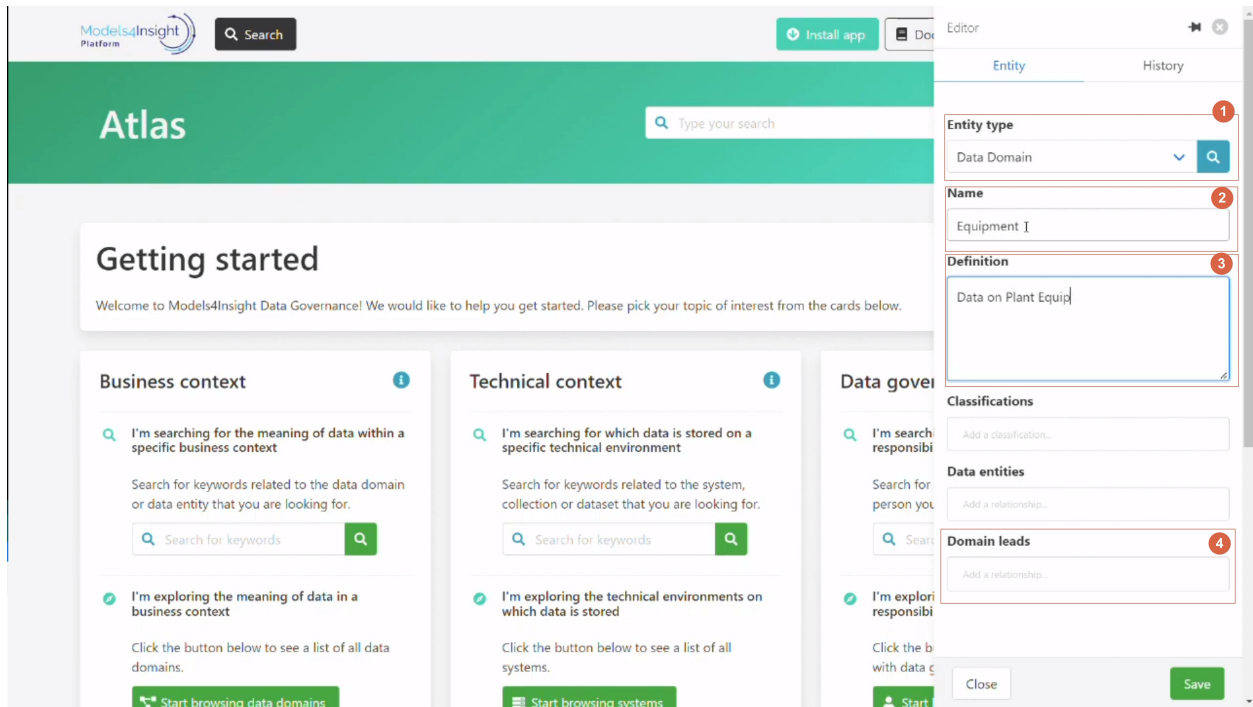 Models4Insight
Platform
Search
Install app
Doc
Atlas
Type your search
Getting started
Welcome to Models4Insight Data Governance! We would like to help you get started. Please pick your topic of interest from the cards below.
Business context
I'm searching for the meaning of data within a
specific business context
Search for keywords related to the data domain
or data entity that you are looking for.
Search for keywords
I'm exploring the meaning of data in a
business context
Click the button below to see a list of all data
domains.
Start browsing data domains
Technical context
I'm searching for which data is stored on a
specific technical environment
Search for keywords related to the system,
collection or dataset that you are looking for.
Search for keywords
I'm exploring the technical environments on
which data is stored
Click the button below to see a list of all
systems.
Start browsing systems
Data gover
I'm search
responsibi
Search for
person you
Sear
I'm explori
responsibi
Click the b
with data g
Start
Editor
Entity
History
1
Entity type
Data Domain
Name
2
Equipment
Definition
3
Data on Plant Equip
Classifications
Add a classification...
Data entities
Add a relationship...
Domain leads
4
Add a relationship...
Close
Save